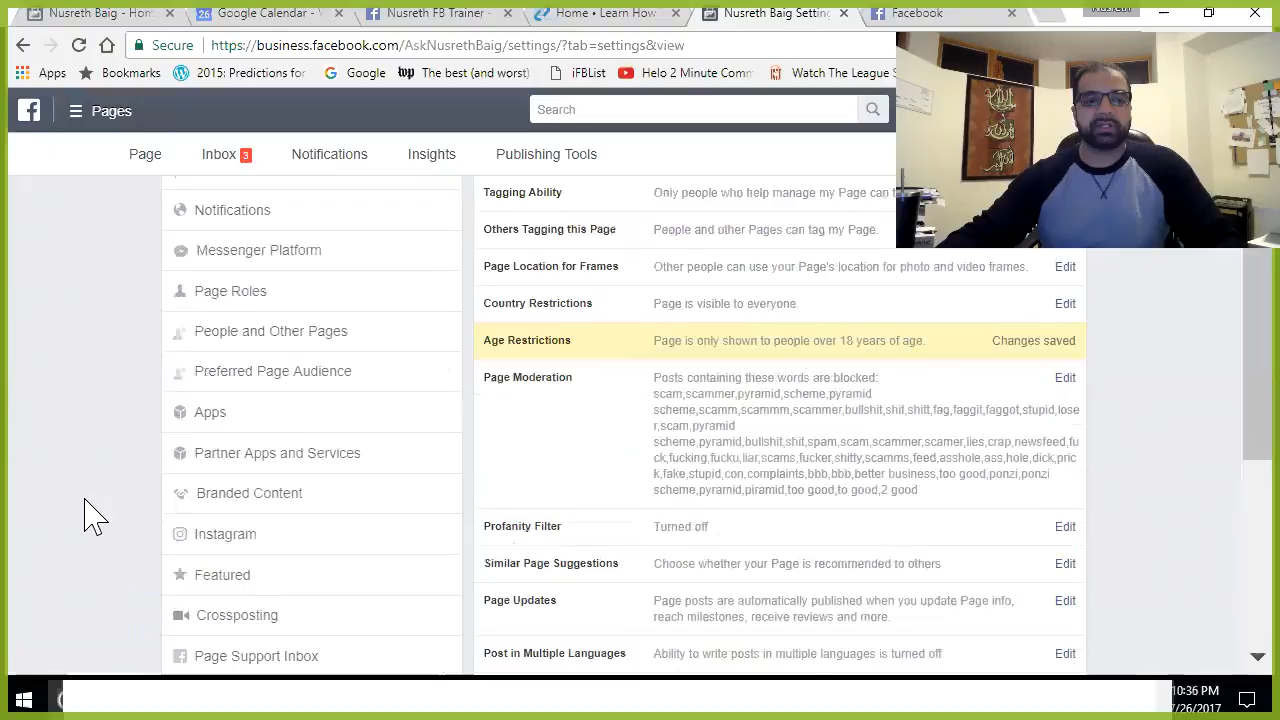 Nusreth Baig - Hom
26
Google Calendar - W
Nusreth FB Trainer -
Home • Learn How
Nusreth Baig Settin
Facebook
Nusreth
Secure
https://business.facebook.com/AskNusrethBaig/settings/?tab=settings&view
Apps
Bookmarks
2015: Predictions for
Google
The best (and worst)
iFBList
Helo 2 Minute Comm
Watch The League S
Pages
Search
Page
Inbox 3
Notifications
Insights
Publishing Tools
Notifications
Messenger Platform
Page Roles
People and Other Pages
Preferred Page Audience
Apps
Partner Apps and Services
Branded Content
Instagram
Featured
Crossposting
Page Support Inbox
Tagging Ability
Only people who help manage my Page can t
Others Tagging this Page
People and other Pages can tag my Page.
Page Location for Frames
Other people can use your Page's location for photo and video frames.
Edit
Country Restrictions
Page is visible to everyone.
Edit
Age Restrictions
Page is only shown to people over 18 years of age.
Changes saved
Page Moderation
Posts containing these words are blocked:
Edit
scam,scammer,pyramid,scheme,pyramid
scheme,scamm,scammm,scammer,bullshit,shit,shitt,fag,faggit,faggot,stupid,lose
r,scam,pyramid
scheme,pyramid,bullshit,shit,spam,scam,scammer,scamer,lies,crap,newsfeed,fu
ck,fucking,fucku,liar,scams,fucker,shitty,scamms,feed,asshole,ass,hole,dick,pric
k,fake,stupid,con,complaints,bbb,bbb,better business,too good,ponzi,ponzi
scheme,pyramid,piramid,too good,to good,2 good
Profanity Filter
Turned off
Edit
Similar Page Suggestions
Choose whether your Page is recommended to others
Edit
Page Updates
Page posts are automatically published when you update Page info,
reach milestones, receive reviews and more.
Edit
Post in Multiple Languages
Ability to write posts in multiple languages is turned off
Edit
10:36 PM
7/26/2017